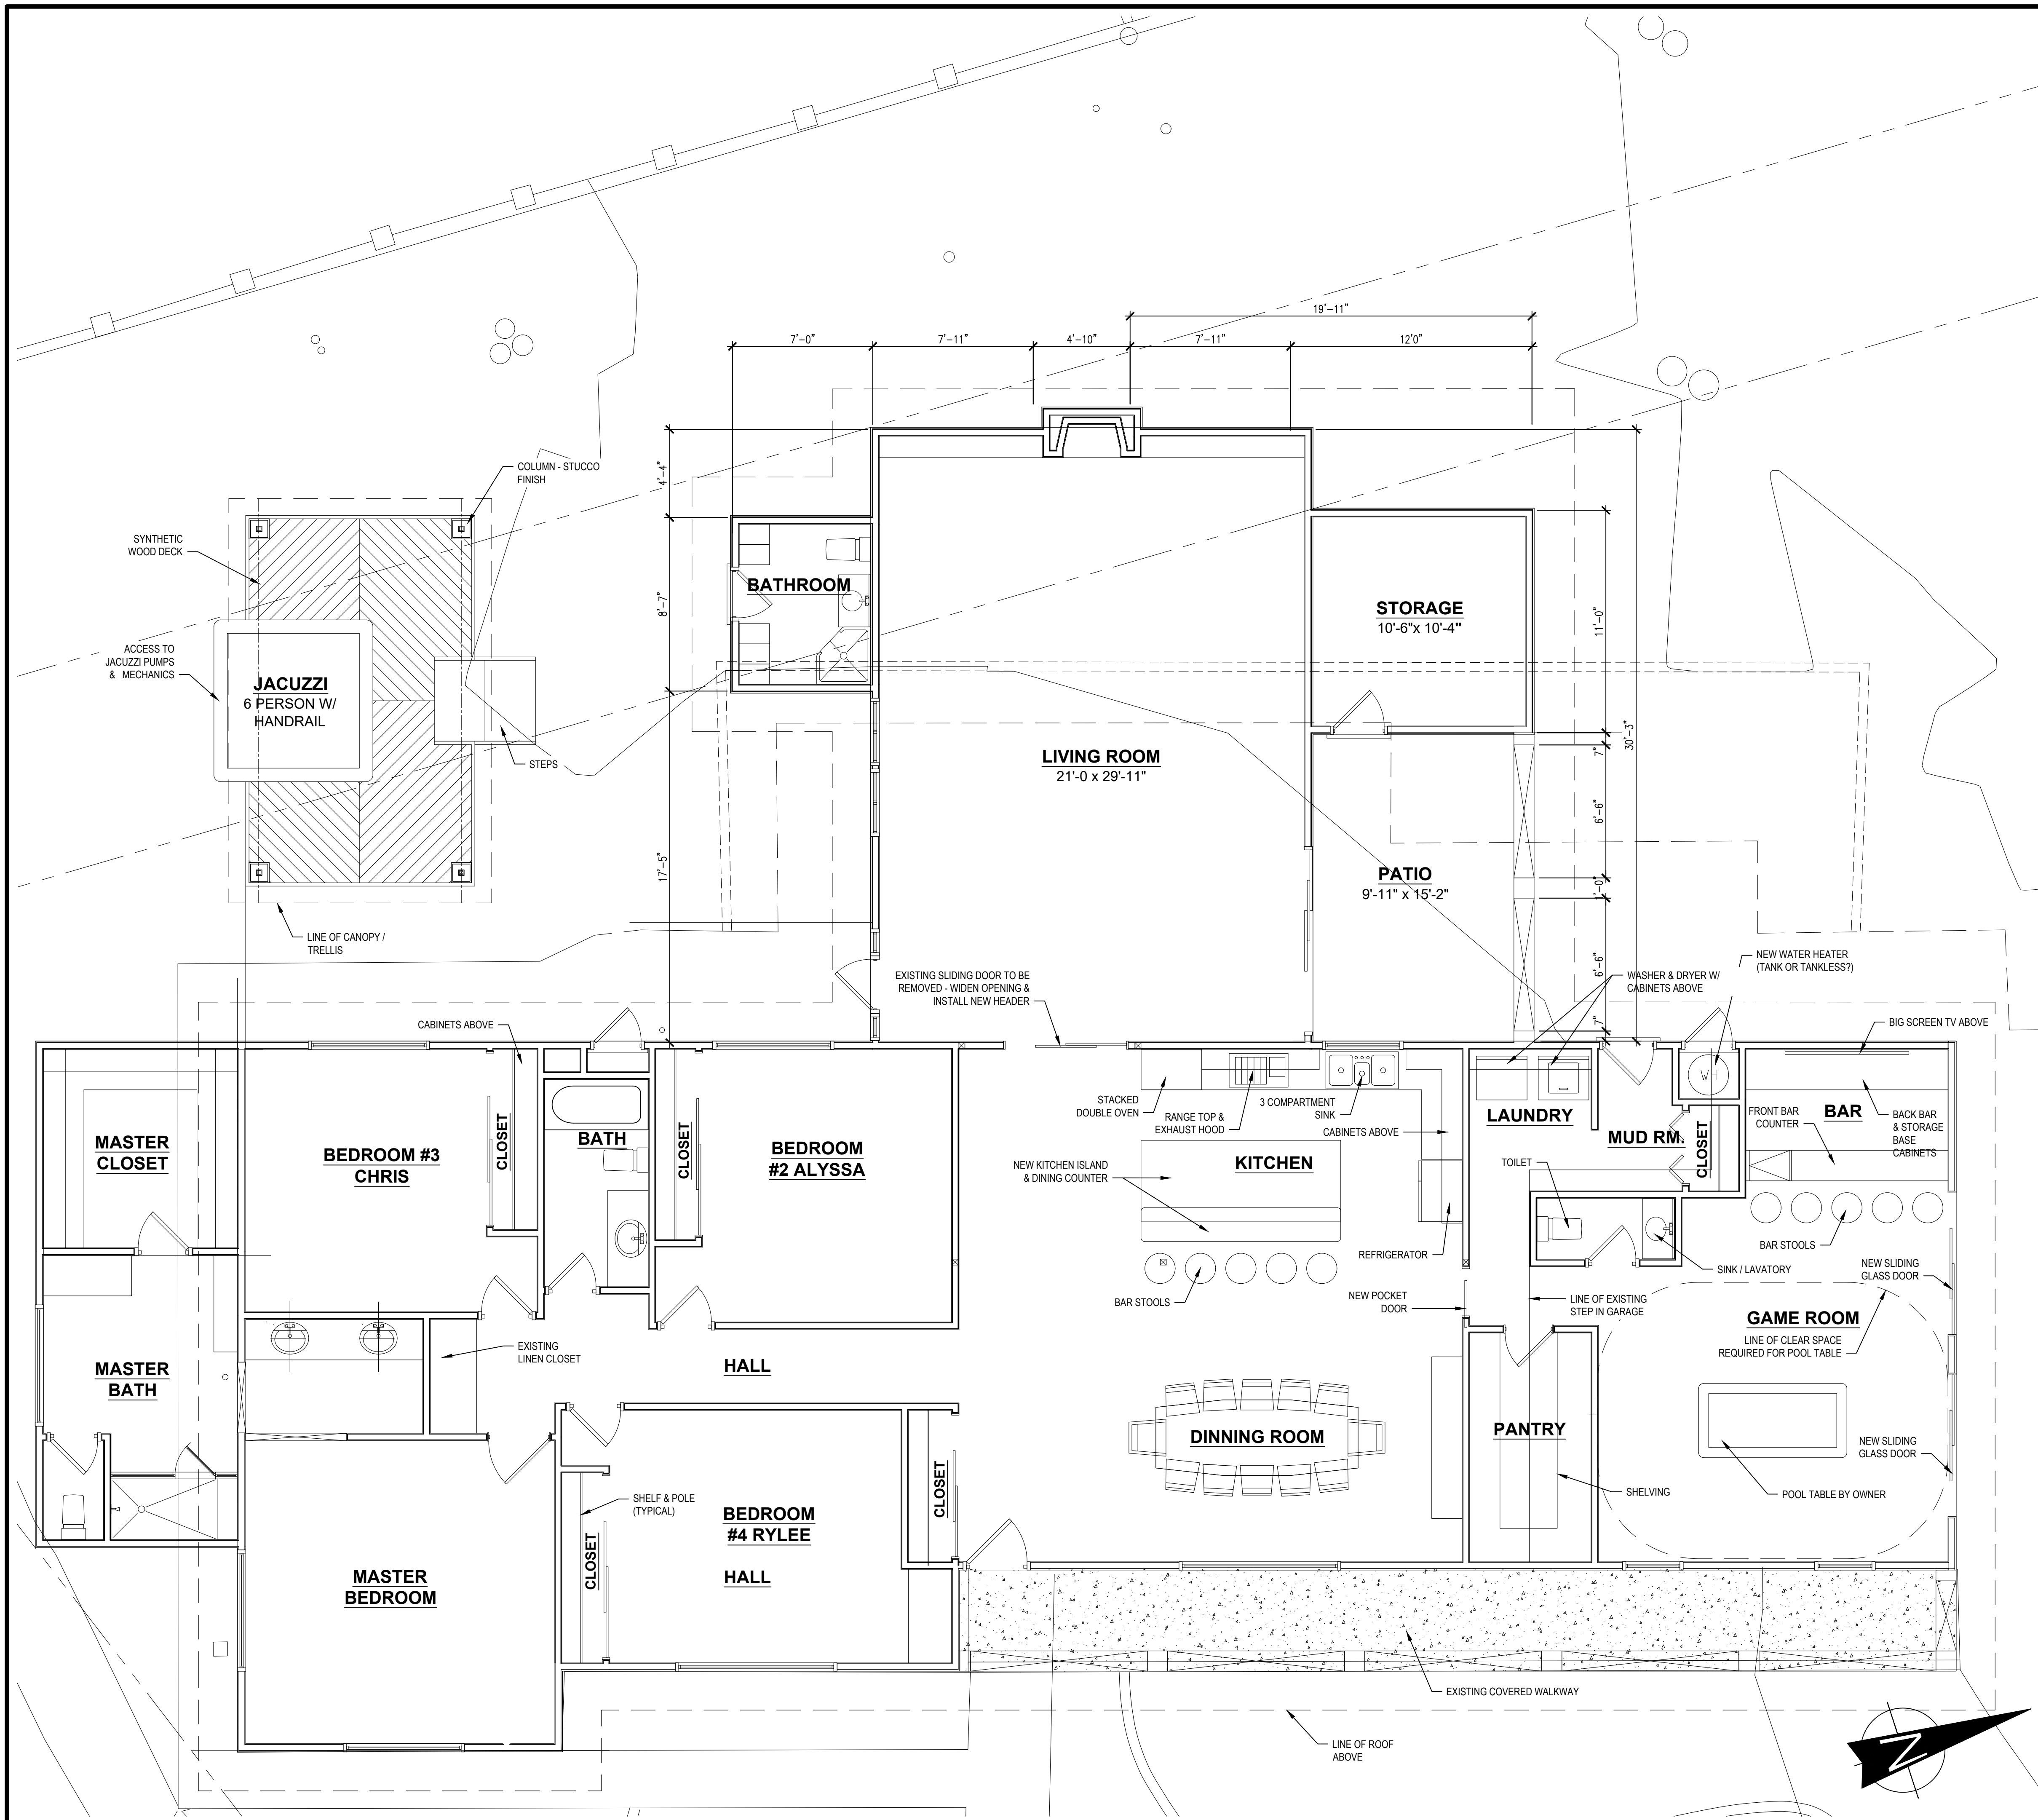 19'-11"
7'-0"
7'-11"
4'-10"
7'-11"
12'0"
4'-4"
8'-7"
17'-5"
11'-0"
30'-3"
7"
6'-6"
1'-0"
6'-6"
7"
COLUMN - STUCCO
FINISH
SYNTHETIC
WOOD DECK
ACCESS TO
JACUZZI PUMPS
& MECHANICS
JACUZZI
6 PERSON W/
HANDRAIL
STEPS
LINE OF CANOPY /
TRELLIS
BATHROOM
STORAGE
10'-6"x 10'-4"
LIVING ROOM
21'-0 x 29'-11"
PATIO
9'-11" x 15'-2"
EXISTING SLIDING DOOR TO BE
REMOVED - WIDEN OPENING &
INSTALL NEW HEADER
WASHER & DRYER W/
CABINETS ABOVE
NEW WATER HEATER
(TANK OR TANKLESS?)
BIG SCREEN TV ABOVE
CABINETS ABOVE
MASTER
CLOSET
BEDROOM #3
CHRIS
CLOSET
BATH
CLOSET
BEDROOM
#2 ALYSSA
STACKED
DOUBLE OVEN
RANGE TOP &
EXHAUST HOOD
3 COMPARTMENT
SINK
CABINETS ABOVE
NEW KITCHEN ISLAND
& DINING COUNTER
KITCHEN
REFRIGERATOR
BAR STOOLS
NEW POCKET
DOOR
LAUNDRY
MUD RM.
CLOSET
WH
TOILET
SINK / LAVATORY
FRONT BAR
COUNTER
BAR
BACK BAR
& STORAGE
BASE
CABINETS
BAR STOOLS
NEW SLIDING
GLASS DOOR
LINE OF EXISTING
STEP IN GARAGE
GAME ROOM
LINE OF CLEAR SPACE
REQUIRED FOR POOL TABLE
EXISTING
LINEN CLOSET
HALL
MASTER
BATH
DINNING ROOM
PANTRY
NEW SLIDING
GLASS DOOR
SHELVING
POOL TABLE BY OWNER
SHELF & POLE
(TYPICAL)
CLOSET
BEDROOM
#4 RYLEE
HALL
CLOSET
MASTER
BEDROOM
EXISTING COVERED WALKWAY
LINE OF ROOF
ABOVE
N